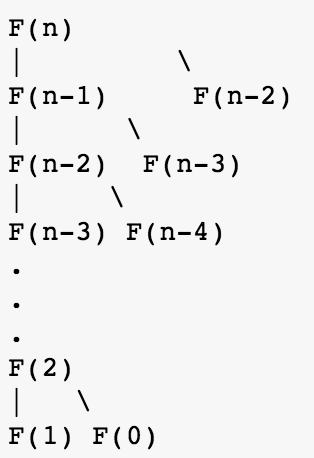 F(n)
|          \
F(n-1)     F(n-2)
|       \
F(n-2)  F(n-3)
|      \
F(n-3) F(n-4)
.
.
.
F(2)
|    \
F(1) F(0)